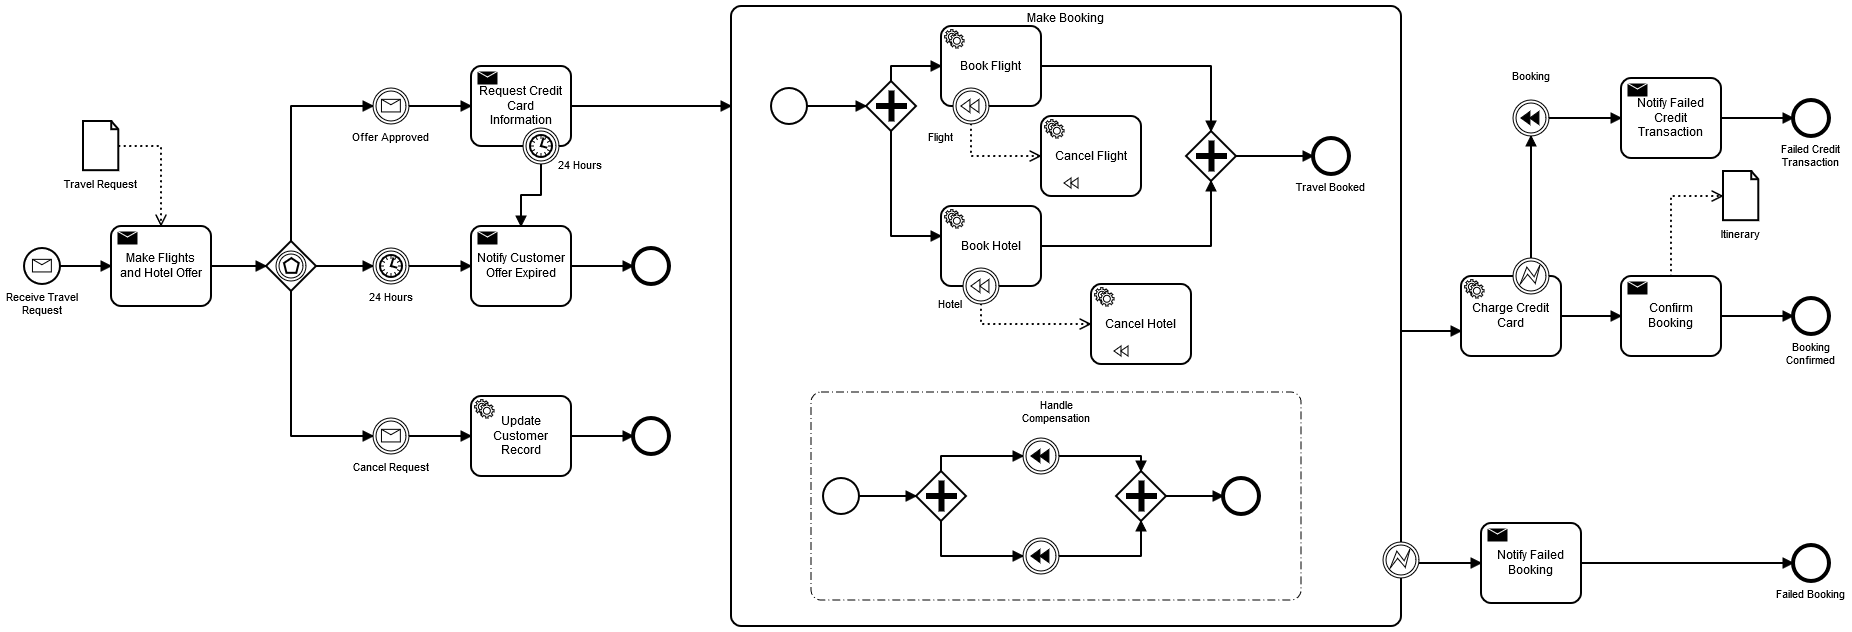 Make Booking
Book Flight
Flight
Cancel Flight
Book Hotel
Hotel
Cancel Hotel
Travel Booked
Handle
Compensation
Request Credit
Card
Information
Offer Approved
24 Hours
Travel Request
Receive Travel
Request
Make Flights
and Hotel Offer
24 Hours
Notify Customer
Offer Expired
Cancel Request
Update
Customer
Record
Booking
Notify Failed
Credit
Transaction
Failed Credit
Transaction
Itinerary
Charge Credit
Card
Confirm
Booking
Booking
Confirmed
Notify Failed
Booking
Failed Booking